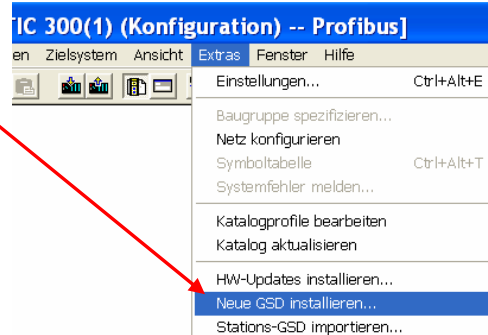 TIC 300(1) (Konfiguration) -- Profibus]
en Zielsystem Ansicht Extras Fenster Hilfe
Einstellungen... Ctrl+Alt+E
Baugruppe spezifizieren...
Netz konfigurieren
Symboltabelle Ctrl+Alt+T
Systemfehler melden...
Katalogprofile bearbeiten
Katalog aktualisieren
HW-Updates installieren...
Neue GSD installieren...
Stations-GSD importieren...